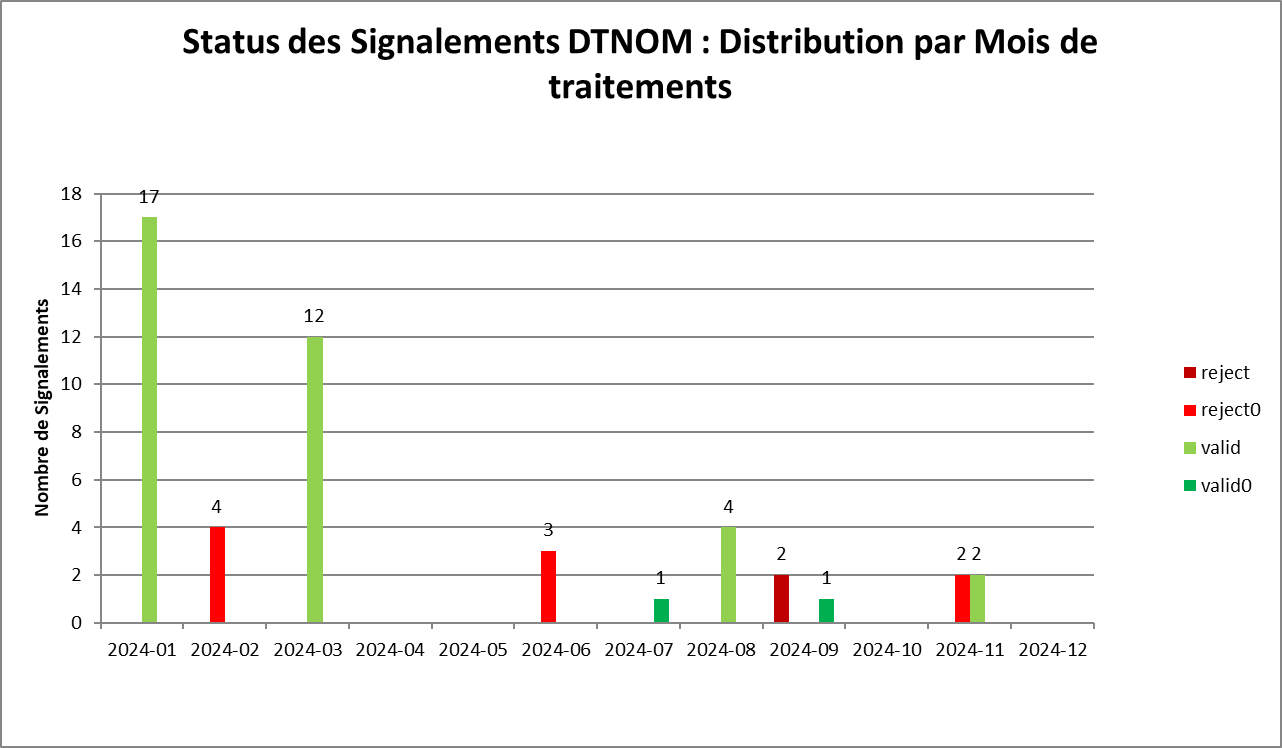 Status des Signalements DTNOM : Distribution par Mois de
traitements
Nombre de Signalements
18
16
14
12
10
8
6
4
2
0
17
4
12
3
1
4
2
1
2 2
2024-01 2024-02 2024-03 2024-04 2024-05 2024-06 2024-07 2024-08 2024-09 2024-10 2024-11 2024-12
reject
reject0
valid
valid0